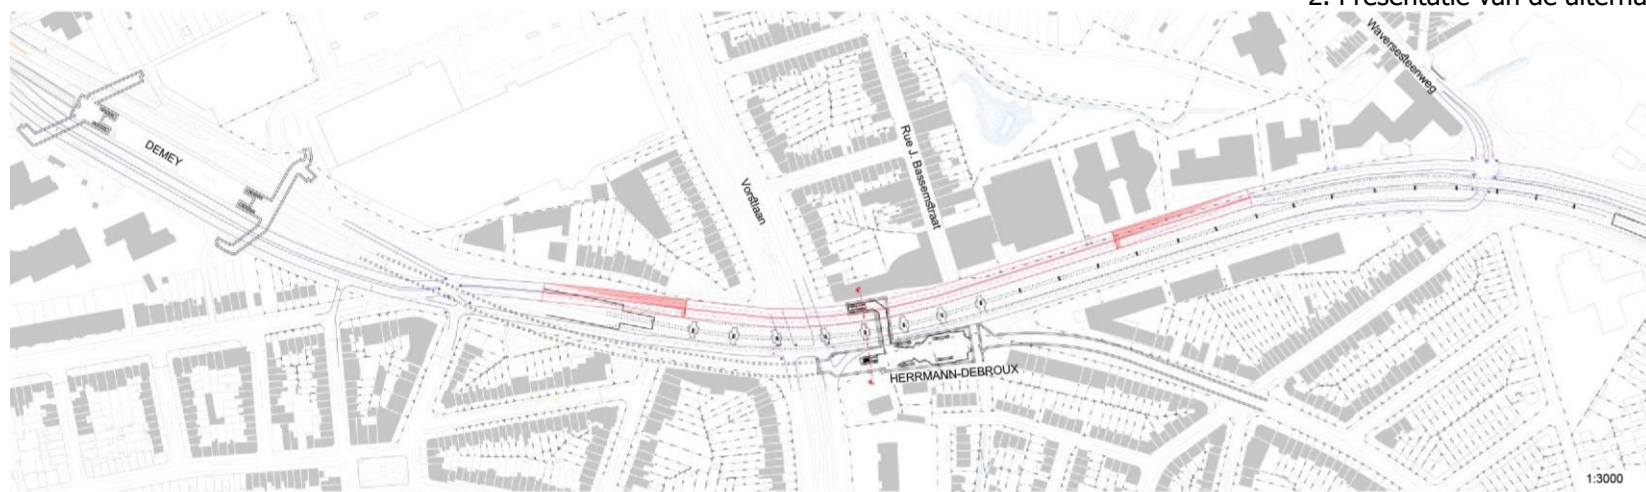 2. Presentatie van de alterna
Waversesteenweg
DEMEY
Rue J. Bassemstraat
Vorstlaan
HERRMANN-DEBROUX
1:3000